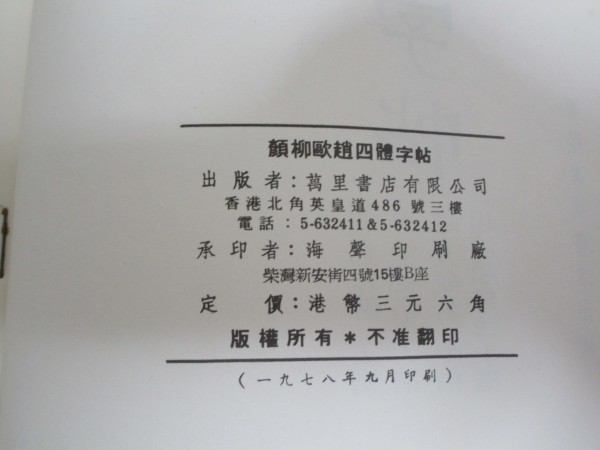 顏柳歐趙四體字帖
出版者：萬里書店有限公司
香港北角英皇道486號三樓
電話：5-632411＆5-632412
承印者：海聲印刷廠
柴灣新安街四號15樓B座
定價：港幣三元六角
版權所有＊不准翻印
（一九七八年九月印刷）